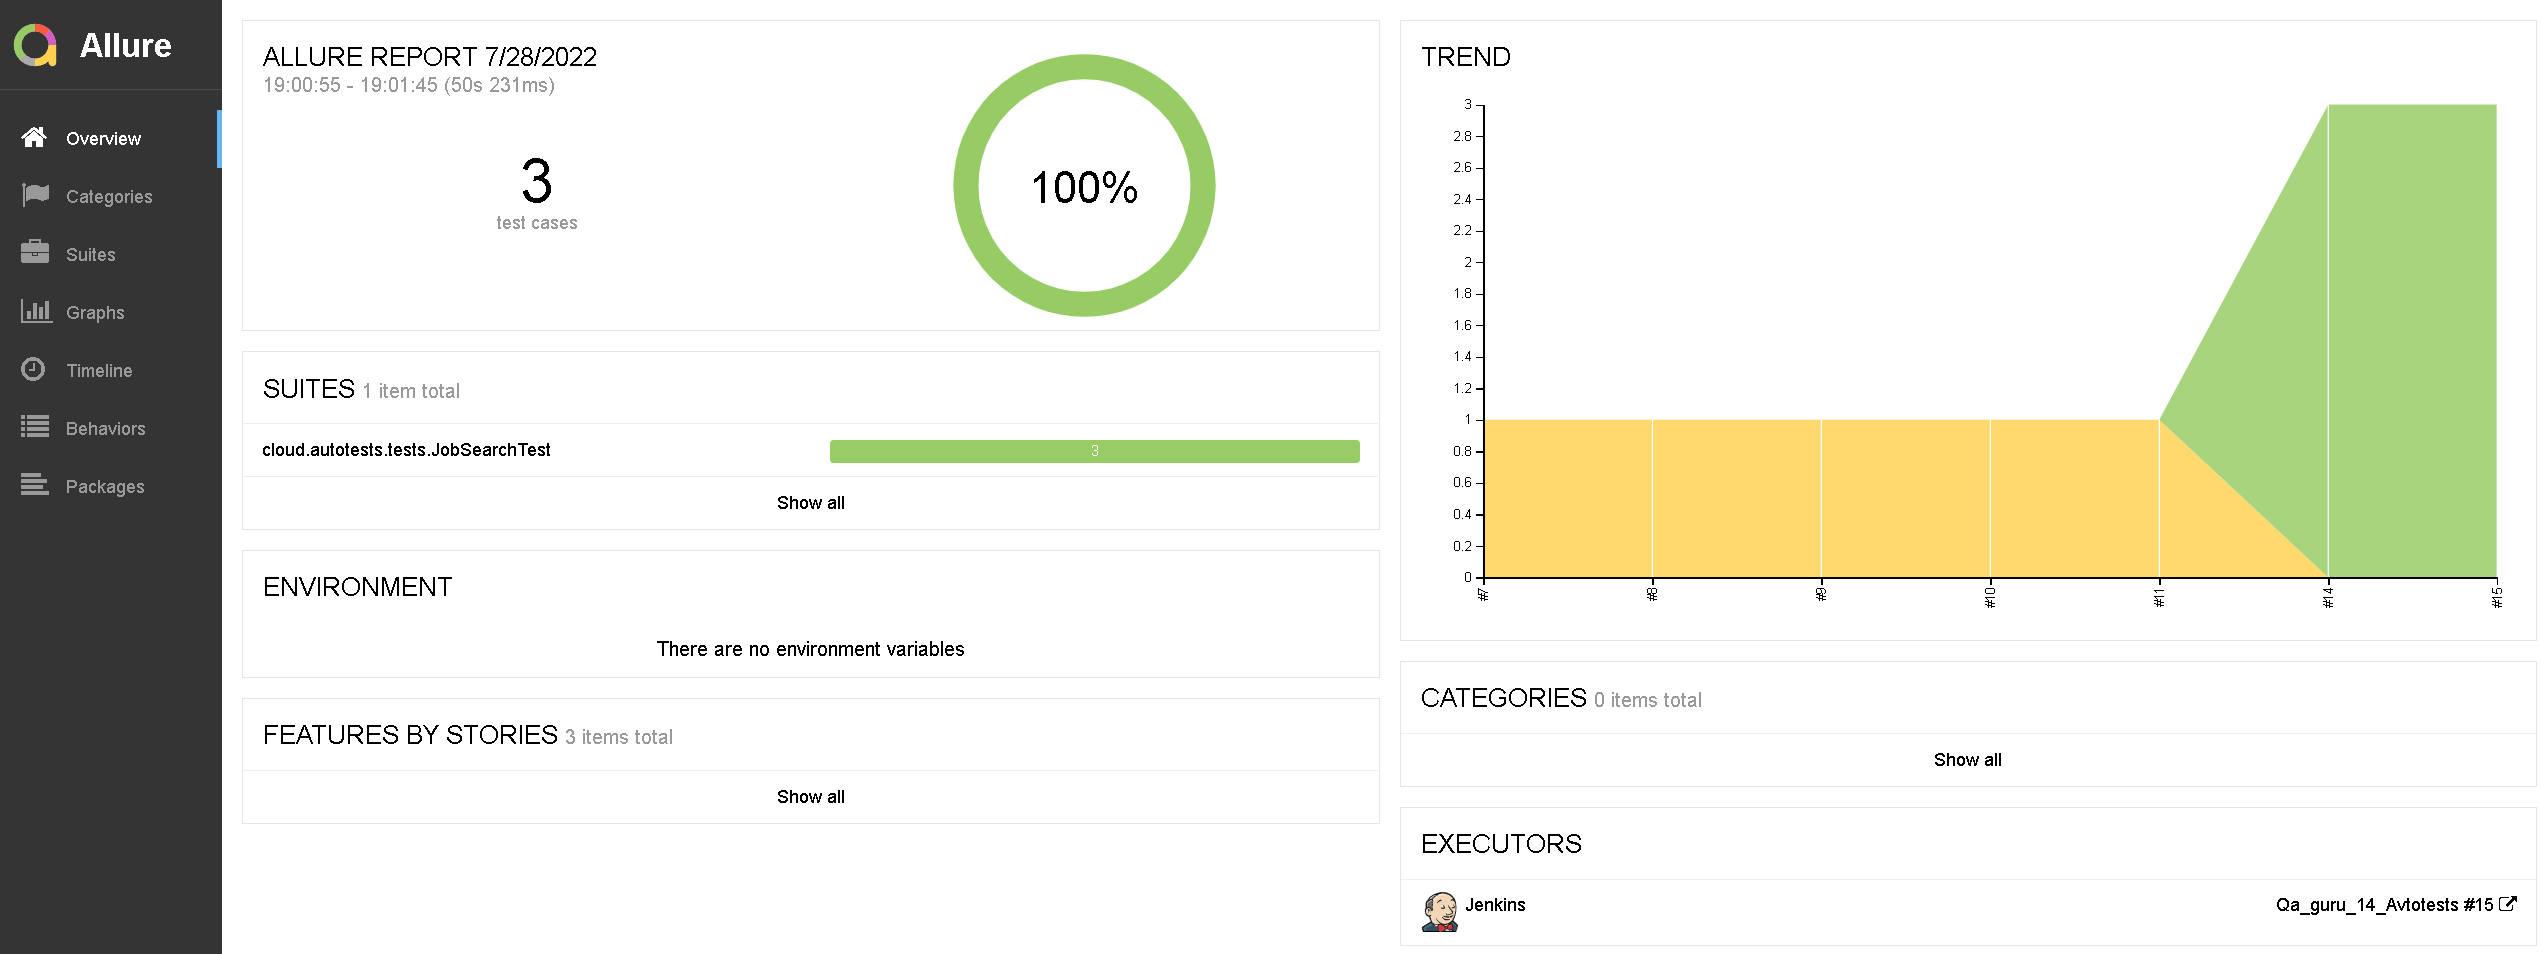 Allure
Overview
Categories
Suites
Graphs
Timeline
Behaviors
Packages
ALLURE REPORT 7/28/2022
19:00:55 - 19:01:45 (50s 231ms)
3
test cases
100%
SUITES 1 item total
cloud.autotests.tests.JobSearchTest 3
Show all
ENVIRONMENT
There are no environment variables
FEATURES BY STORIES 3 items total
Show all
TREND
3
2.8
2.6
2.4
2.2
2
1.8
1.6
1.4
1.2
1
0.8
0.6
0.4
0.2
0
#7 #8 #9 #10 #11 #14 #15
CATEGORIES 0 items total
Show all
EXECUTORS
Jenkins Qa_guru_14_Avtotests #15